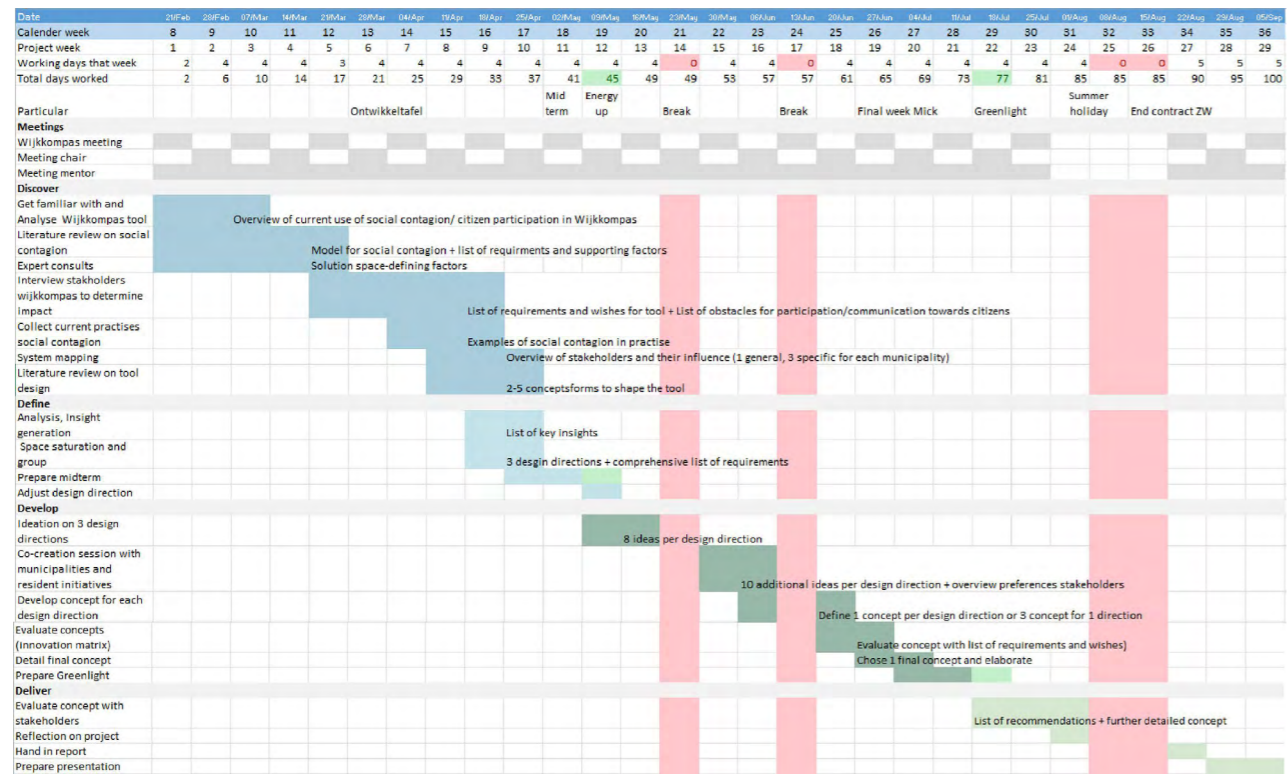 Date 21/Feb 28/Feb 07/Mar 14/Mar 21/Mar 28/Mar 04/Apr 11/Apr 18/Apr 25/Apr 02/May 09/May 16/May 23/May 30/May 06/Jun 13/Jun 20/Jun 27/Jun 04/Jul 11/Jul 18/Jul 25/Jul 01/Aug 08/Aug 15/Aug 22/Aug 29/Aug 05/Sep
Calender week 8 9 10 11 12 13 14 15 16 17 18 19 20 21 22 23 24 25 26 27 28 29 30 31 32 33 34 35 36
Project week 1 2 3 4 5 6 7 8 9 10 11 12 13 14 15 16 17 18 19 20 21 22 23 24 25 26 27 28 29
Working days that week 2 4 4 4 3 4 4 4 4 4 4 4 4 0 4 4 0 4 4 4 4 4 4 4 0 0 5 5 5
Total days worked 2 6 10 14 17 21 25 29 33 37 41 45 49 49 53 57 57 61 65 69 73 77 81 85 85 85 90 95 100
Mid Energy Summer
Particular Ontwikkeltafel term up Break Break Final week Mick Greenlight holiday End contract ZW
Meetings
Wijkkompas meeting
Meeting chair
Meeting mentor
Discover
Get familiar with and
Analyse Wijkkompas tool Overview of current use of social contagion/ citizen participation in Wijkkompas
Literature review on social
contagion Model for social contagion + list of requirments and supporting factors
Expert consults Solution space-defining factors
Interview stakholders
wijkkompas to determine
impact List of requirements and wishes for tool + List of obstacles for participation/communication towards citizens
Collect current practises
social contagion Examples of social contagion in practise
System mapping Overview of stakeholders and their influence (1 general, 3 specific for each municipality)
Literature review on tool
design 2-5 conceptsforms to shape the tool
Define
Analysis, Insight
generation List of key insights
Space saturation and
group 3 desgin directions + comprehensive list of requirements
Prepare midterm
Adjust design direction
Develop
Ideation on 3 design
directions 8 ideas per design direction
Co-creation session with
municipalities and
resident initiatives 10 additional ideas per design direction + overview preferences stakeholders
Develop concept for each
design direction Define 1 concept per design direction or 3 concept for 1 direction
Evaluate concepts
(innovation matrix) Evaluate concept with list of requirements and wishes)
Detail final concept Chose 1 final concept and elaborate
Prepare Greenlight
Deliver
Evaluate concept with
stakeholders List of recommendations + further detailed concept
Reflection on project
Hand in report
Prepare presentation